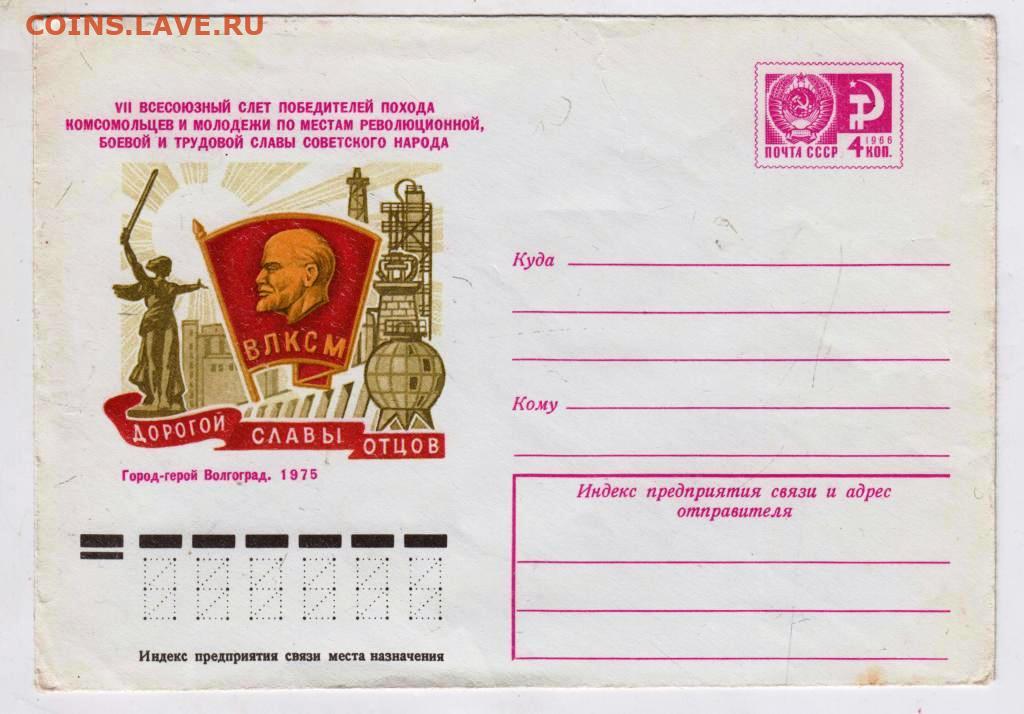 COINS.LAVE.RU
VII ВСЕСОЮЗНЫЙ СЛЕТ ПОБЕДИТЕЛЕЙ ПОХОДА
КОМСОМОЛЬЦЕВ И МОЛОДЕЖИ ПО МЕСТАМ РЕВОЛЮЦИОННОЙ,
БОЕВОЙ И ТРУДОВОЙ СЛАВЫ СОВЕТСКОГО НАРОДА
ВЛКСМ
ДОРОГОЙ СЛАВЫ ОТЦОВ
Город-герой Волгоград. 1975
Индекс предприятия связи места назначения
1966
ПОЧТА СССР 4 КОП.
Куда
Кому
Индекс предприятия связи и адрес
отправителя